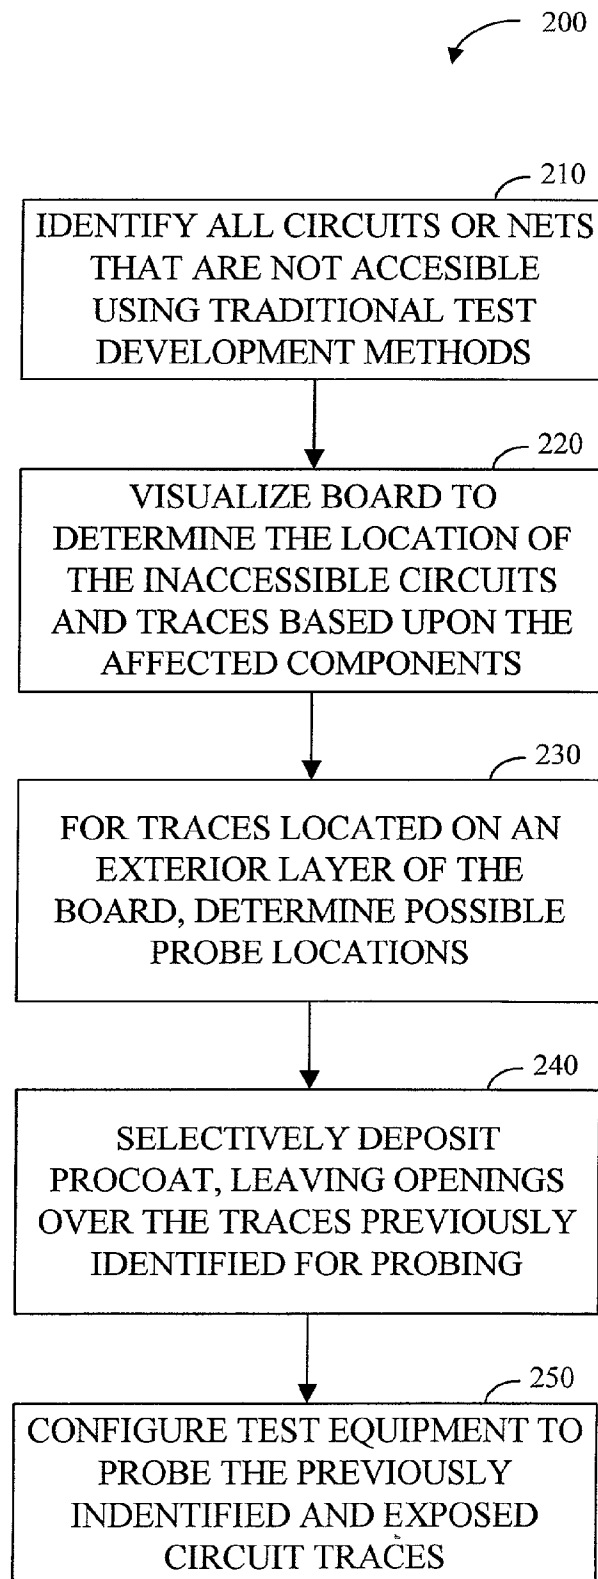 200
210
IDENTIFY ALL CIRCUITS OR NETS
THAT ARE NOT ACCESIBLE
USING TRADITIONAL TEST
DEVELOPMENT METHODS
220
VISUALIZE BOARD TO
DETERMINE THE LOCATION OF
THE INACCESSIBLE CIRCUITS
AND TRACES BASED UPON THE
AFFECTED COMPONENTS
230
FOR TRACES LOCATED ON AN
EXTERIOR LAYER OF THE
BOARD, DETERMINE POSSIBLE
PROBE LOCATIONS
240
SELECTIVELY DEPOSIT
PROCOAT, LEAVING OPENINGS
OVER THE TRACES PREVIOUSLY
IDENTIFIED FOR PROBING
250
CONFIGURE TEST EQUIPMENT TO
PROBE THE PREVIOUSLY
INDENTIFIED AND EXPOSED
CIRCUIT TRACES